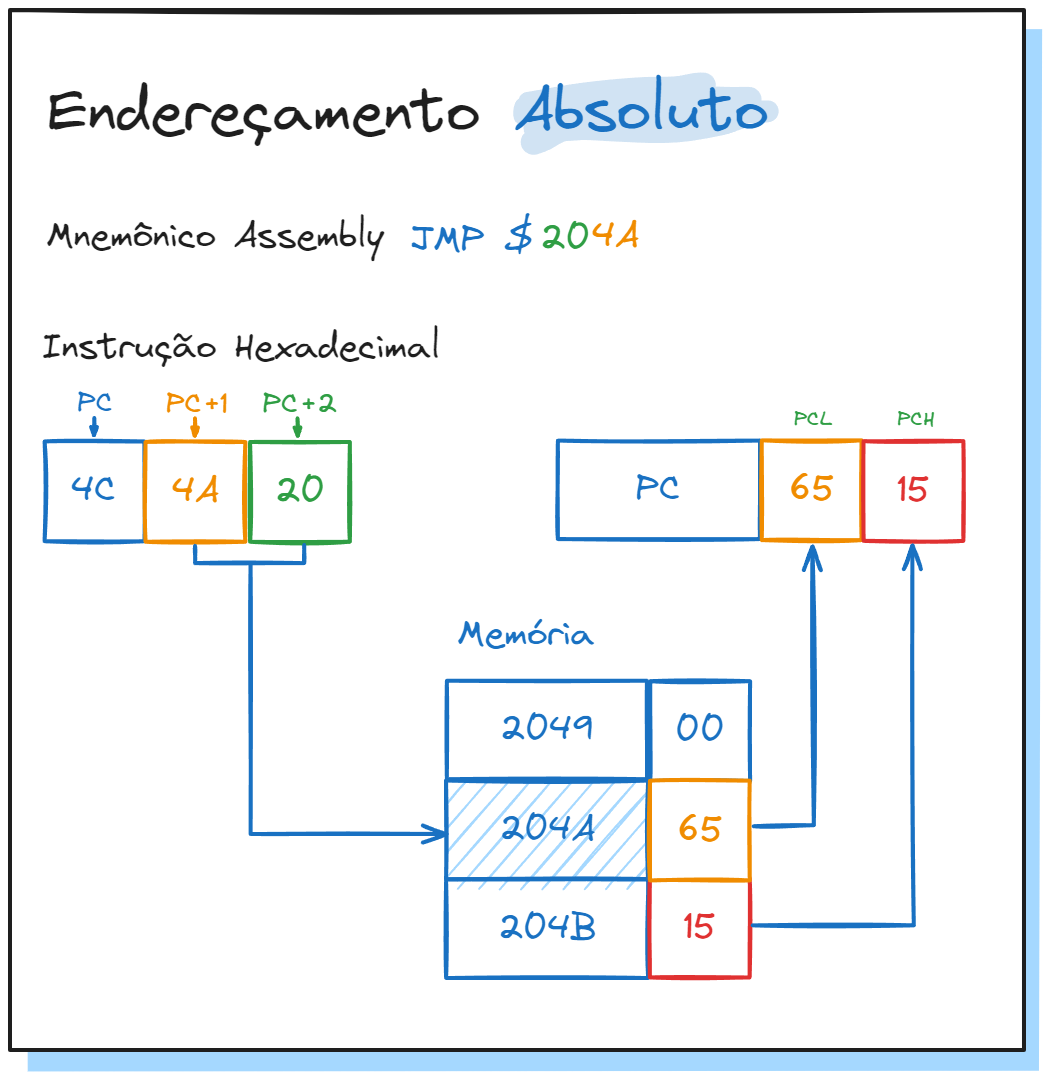 Endereçamento Absoluto
Mnemônico Assembly JMP $204A
Instrução Hexadecimal
PC PC+1 PC+2
4C 4A 20
PCL PCH
PC 65 15
Memória
2049 00
204A 65
204B 15